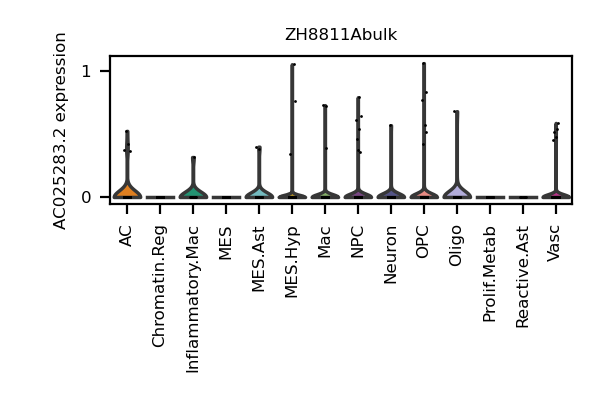 ZH8811Abulk
AC025283.2 expression
1
0
AC
Chromatin.Reg
Inflammatory.Mac
MES
MES.Ast
MES.Hyp
Mac
NPC
Neuron
OPC
Oligo
Prolif.Metab
Reactive.Ast
Vasc